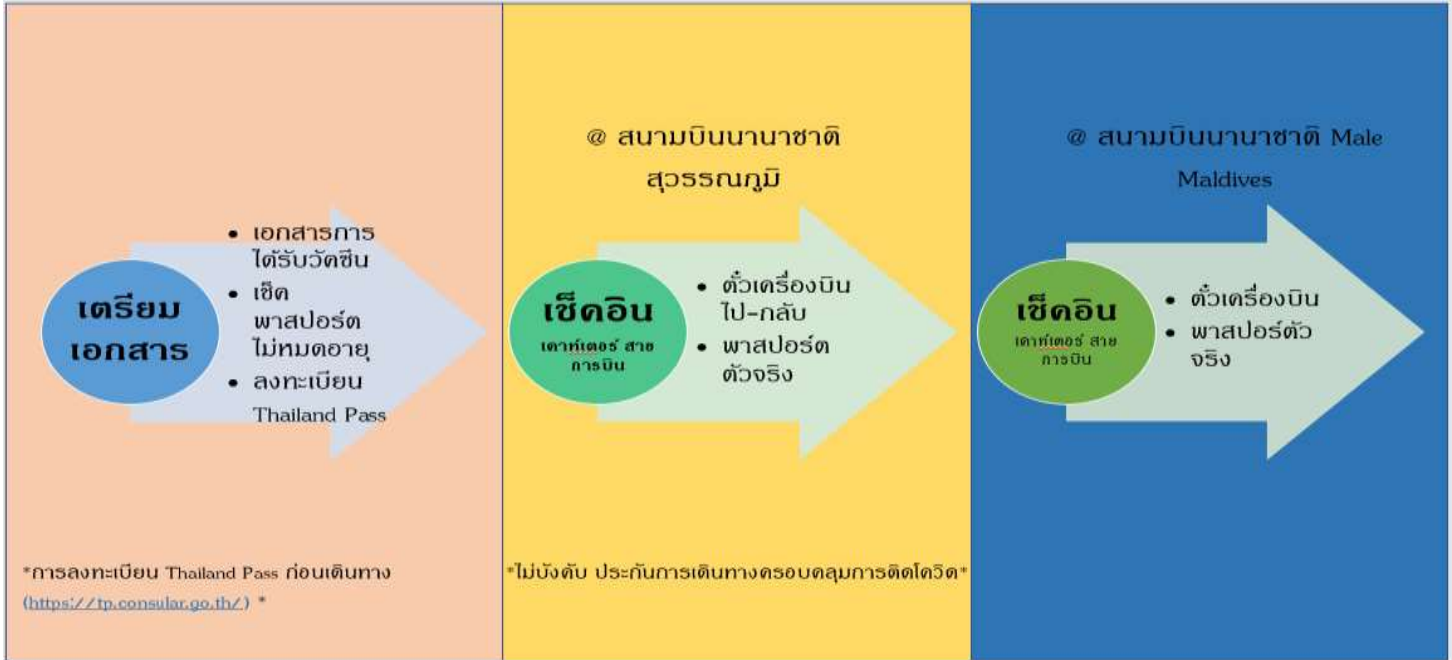 เตรียม
เอกสาร
• เอกสารการ
ได้รับวัคซีน
• เช็ค
พาสปอร์ต
ไม่หมดอายุ
• ลงทะเบียน
Thailand Pass
*การลงทะเบียน Thailand Pass ก่อนเดินทาง
(https://tp.consular.go.th/) *
@ สนามบินนานาชาติ
สุวรรณภูมิ
เช็คอิน
เคาท์เตอร์ สาย
การบิน
• ตั๋วเครื่องบิน
ไป-กลับ
• พาสปอร์ต
ตัวจริง
*ไม่บังคับ ประกันการเดินทางครอบคลุมการติดโควิด*
@ สนามบินนานาชาติ Male
Maldives
เช็คอิน
เคาท์เตอร์ สาย
การบิน
• ตั๋วเครื่องบิน
• พาสปอร์ตตัว
จริง